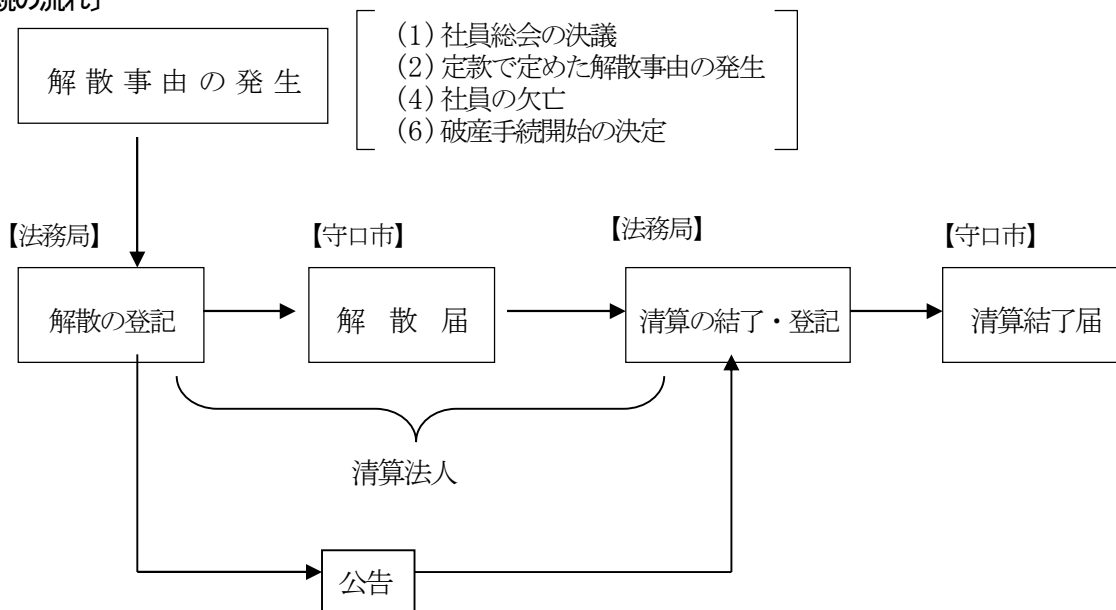 の流れ〕
解散事由の発生
(1) 社員総会の決議
(2) 定款で定めた解散事由の発生
(4) 社員の欠亡
(6) 破産手続開始の決定
【法務局】
【守口市】
【法務局】
【守口市】
解散の登記
解散届
清算の結了・登記
清算結了届
清算法人
公告